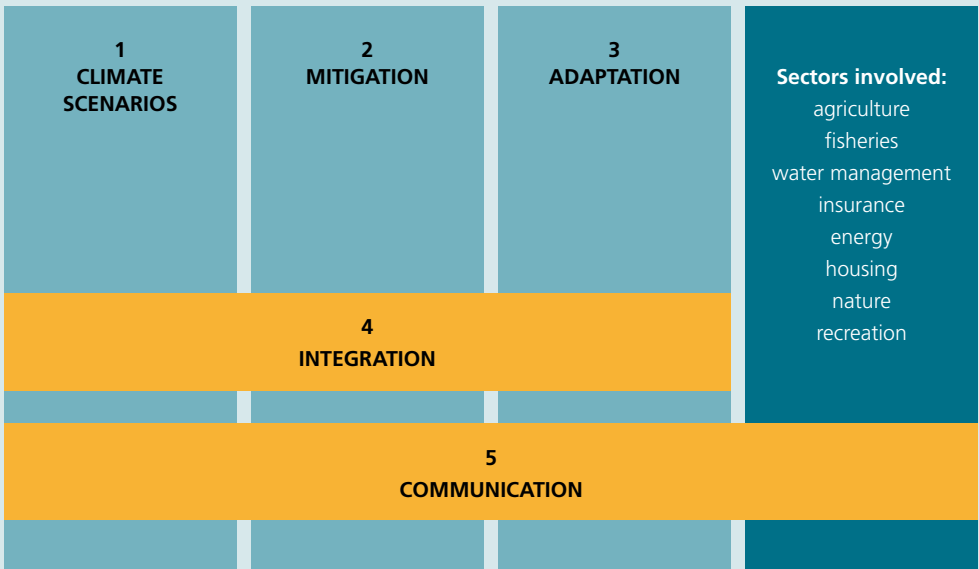 1
CLIMATE
SCENARIOS
2
MITIGATION
3
ADAPTATION
Sectors involved:
agriculture
fisheries
water management
insurance
energy
housing
nature
recreation
4
INTEGRATION
5
COMMUNICATION